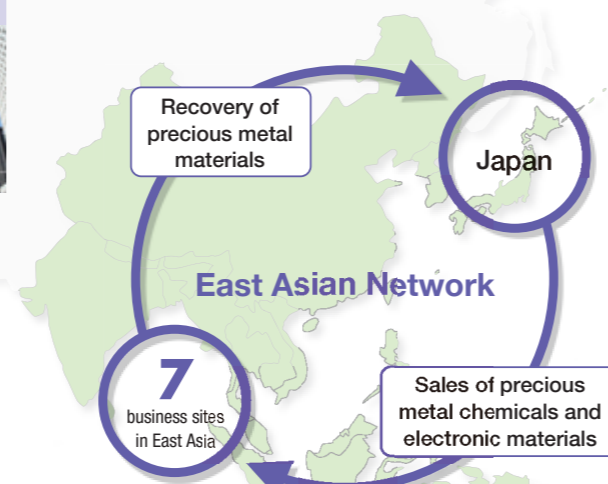 Recovery of
precious metal
materials
Japan
East Asian Network
7
business sites
in East Asia
Sales of precious
metal chemicals and
electronic materials